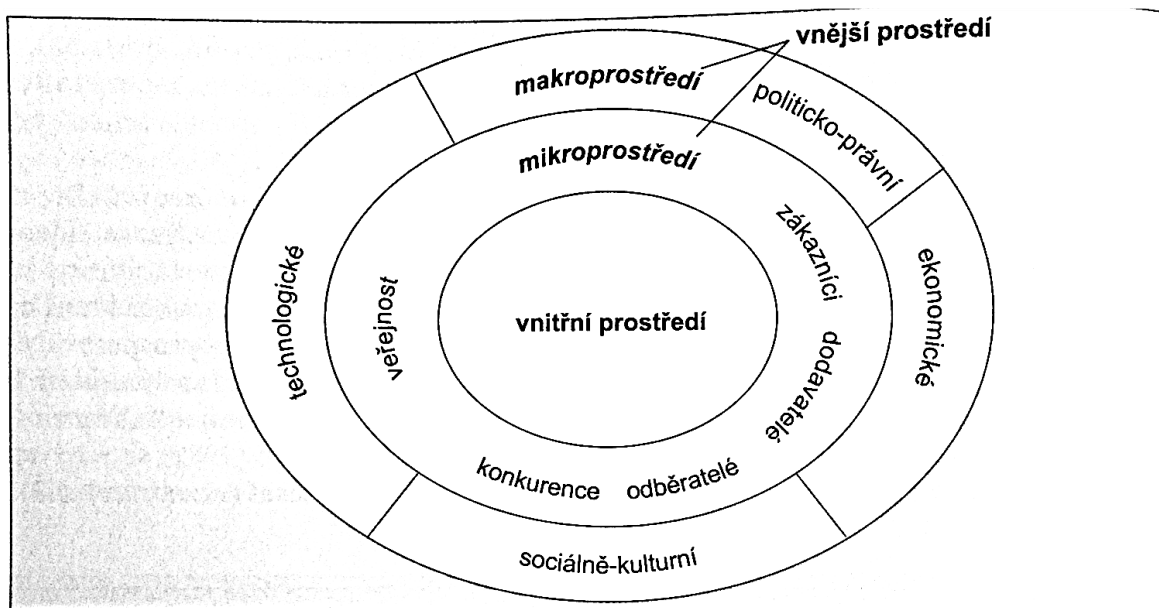 vnější prostředí
makroprostředí
politicko-právní
mikroprostředí
zákazníci
ekonomické
technologické
veřejnost
vnitřní prostředí
dodavatelé
konkurence odběratelé
sociálně-kulturní